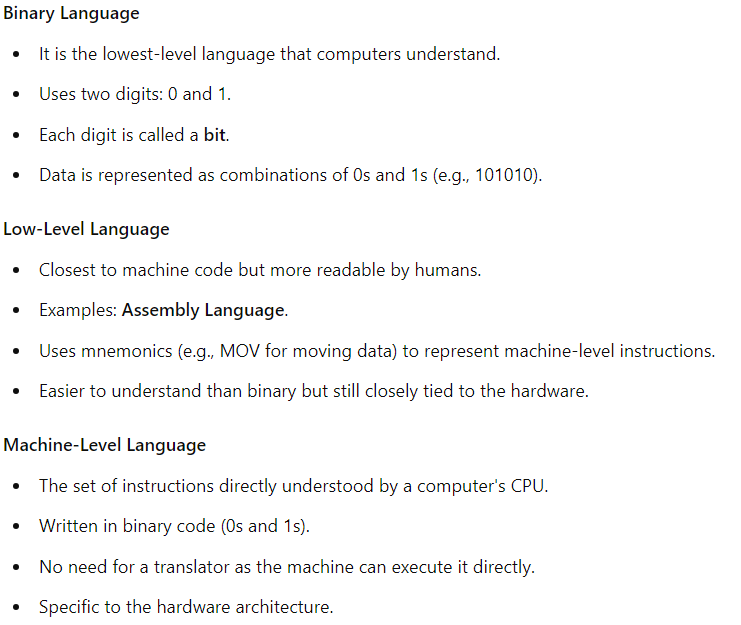 Binary Language
• It is the lowest-level language that computers understand.
• Uses two digits: 0 and 1.
• Each digit is called a bit.
• Data is represented as combinations of 0s and 1s (e.g., 101010).
Low-Level Language
• Closest to machine code but more readable by humans.
• Examples: Assembly Language.
• Uses mnemonics (e.g., MOV for moving data) to represent machine-level instructions.
• Easier to understand than binary but still closely tied to the hardware.
Machine-Level Language
• The set of instructions directly understood by a computer's CPU.
• Written in binary code (0s and 1s).
• No need for a translator as the machine can execute it directly.
• Specific to the hardware architecture.